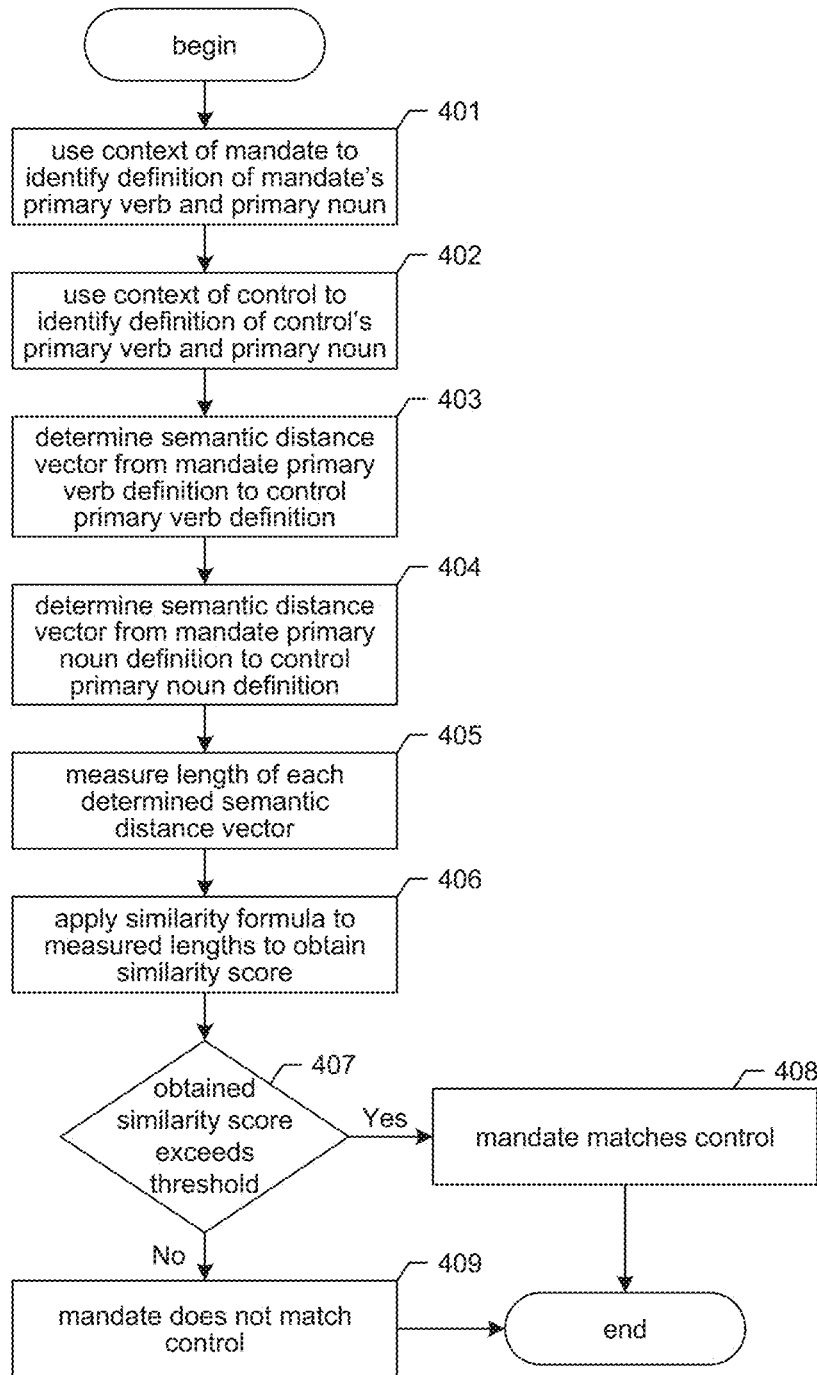 begin
401
use context of mandate to
identify definition of mandate's
primary verb and primary noun
402
use context of control to
identify definition of control's
primary verb and primary noun
403
determine semantic distance
vector from mandate primary
verb definition to control
primary verb definition
404
determine semantic distance
vector from mandate primary
noun definition to control
primary noun definition
405
measure length of each
determined semantic
distance vector
406
apply similarity formula to
measured lengths to obtain
similarity score
407
obtained
similarity score
exceeds
threshold
Yes
408
mandate matches control
No
409
mandate does not match
control
end